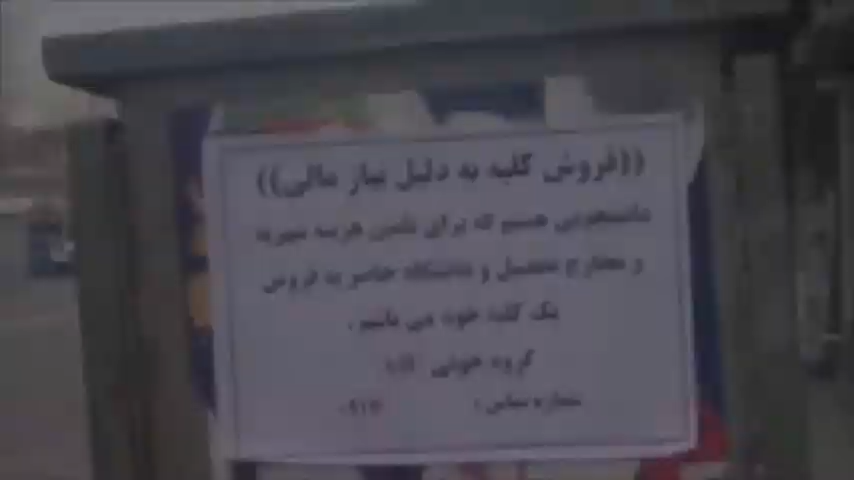 ((فروش کلیه به دلیل نیاز مالی))
دانشجویی هستم که برای تامین هزینه شهریه
و مخارج تحصیل و دانشگاه حاضر به فروش
یک کلیه خود می باشم .
گروه خونی
شماره تماس :